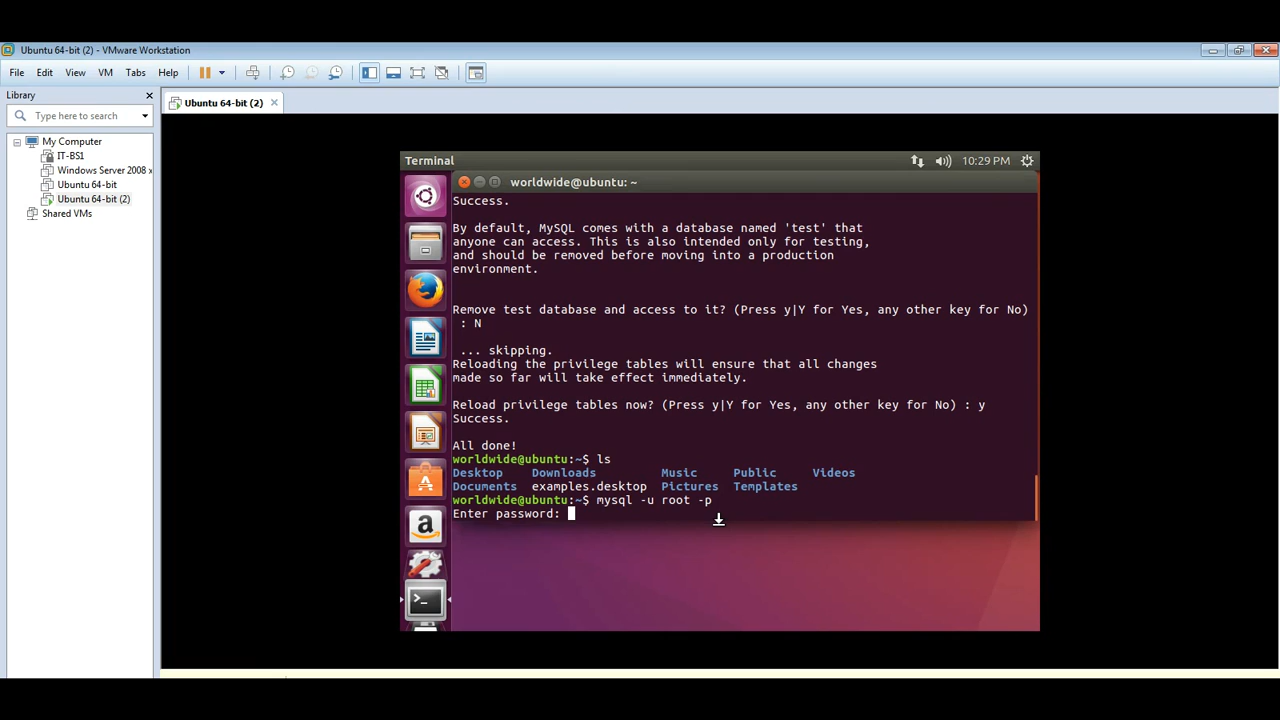 Ubuntu 64-bit (2) - VMware Workstation
File Edit View VM Tabs Help
Library
Type here to search
My Computer
IT-BS1
Windows Server 2008 x
Ubuntu 64-bit
Ubuntu 64-bit (2)
Shared VMs
Ubuntu 64-bit (2)
Terminal 10:29 PM
worldwide@ubuntu: ~
Success.
By default, MySQL comes with a database named 'test' that
anyone can access. This is also intended only for testing,
and should be removed before moving into a production
environment.
Remove test database and access to it? (Press y|Y for Yes, any other key for No)
: N
... skipping.
Reloading the privilege tables will ensure that all changes
made so far will take effect immediately.
Reload privilege tables now? (Press y|Y for Yes, any other key for No) : y
Success.
All done!
worldwide@ubuntu:~$ ls
Desktop Downloads Music Public Videos
Documents examples.desktop Pictures Templates
worldwide@ubuntu:~$ mysql -u root -p
Enter password: